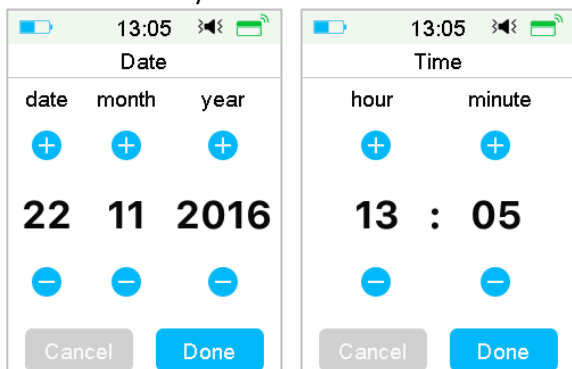 13:05
Date
date month year
22 11 2016
Cancel Done
13:05
Time
hour minute
13 : 05
Cancel Done